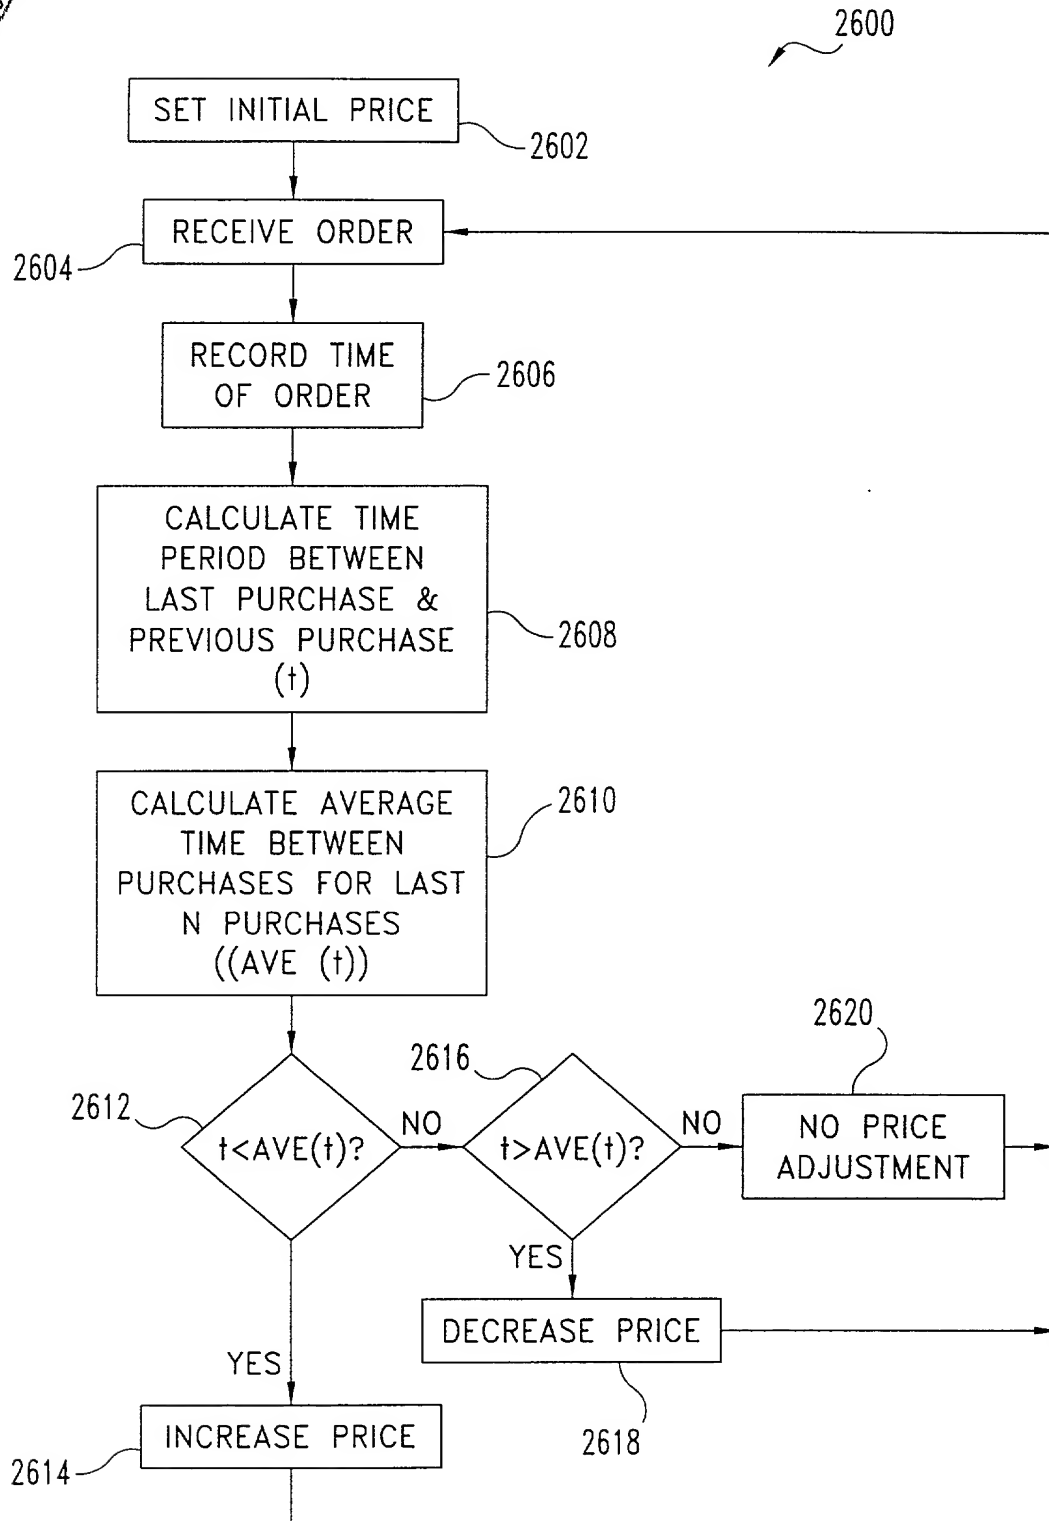 2600
SET INITIAL PRICE
2602
RECEIVE ORDER
2604
RECORD TIME
OF ORDER
2606
CALCULATE TIME
PERIOD BETWEEN
LAST PURCHASE &
PREVIOUS PURCHASE
(t)
2608
CALCULATE AVERAGE
TIME BETWEEN
PURCHASES FOR LAST
N PURCHASES
((AVE (t))
2610
2612
t<AVE(t)?
NO
2616
t>AVE(t)?
NO
2620
NO PRICE
ADJUSTMENT
YES
DECREASE PRICE
2618
YES
INCREASE PRICE
2614